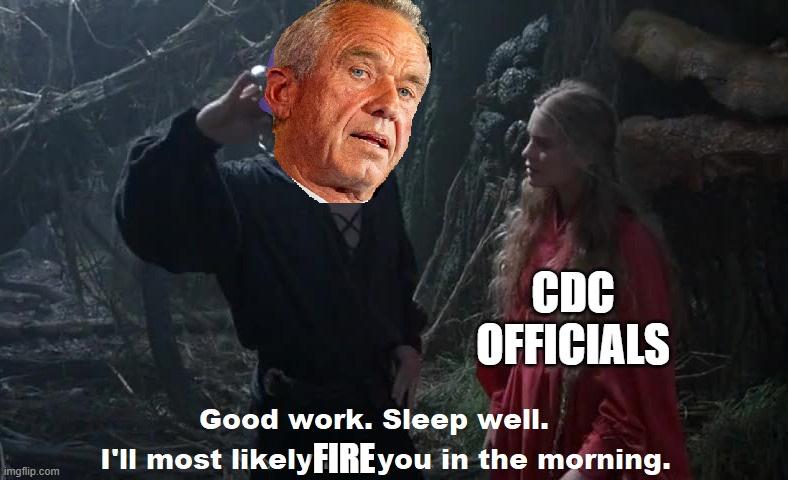 CDC
OFFICIALS
Good work. Sleep well.
I'll most likely FIRE you in the morning.
imgflip.com